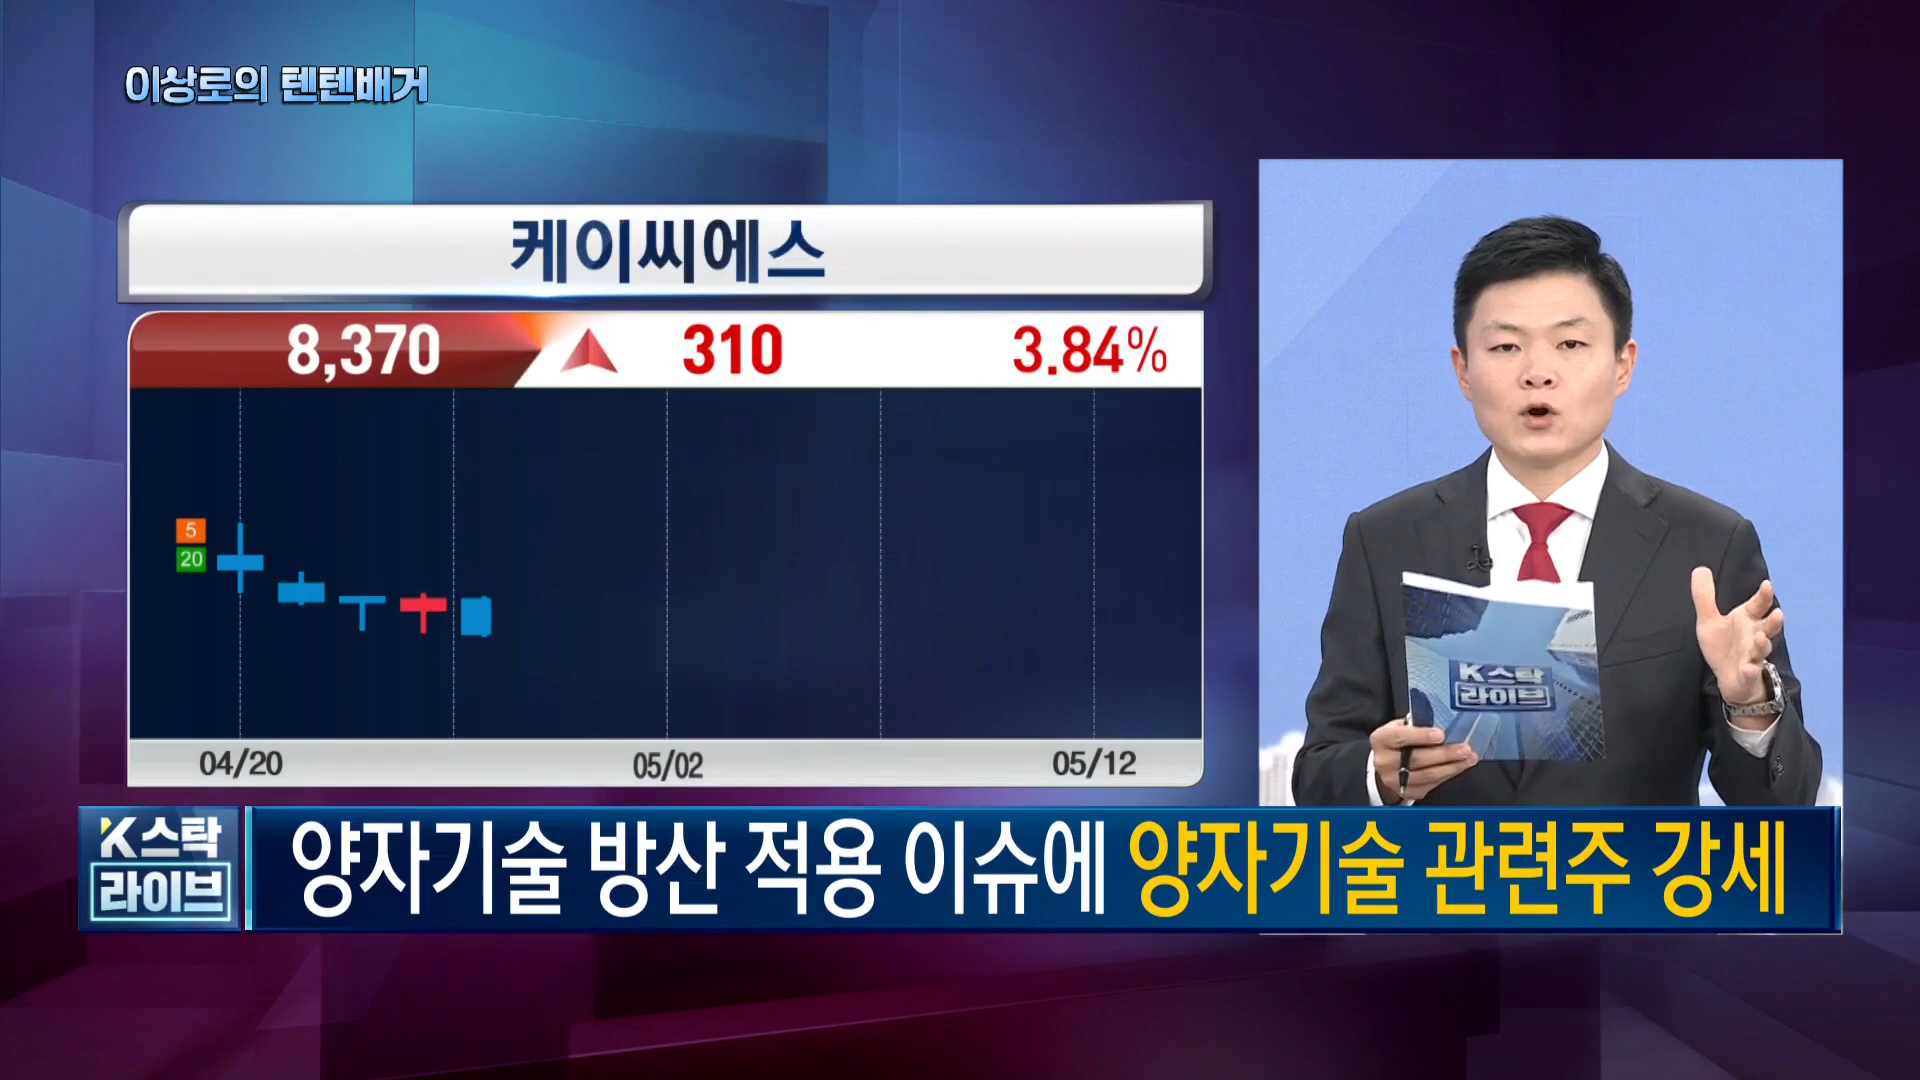 이상로의 텐텐배거
케이씨에스
8,370 310 3.84%
5
20
04/20 05/02 05/12
K스탁
라이브
K스탁
라이브
양자기술 방산 적용 이슈에 양자기술 관련주 강세